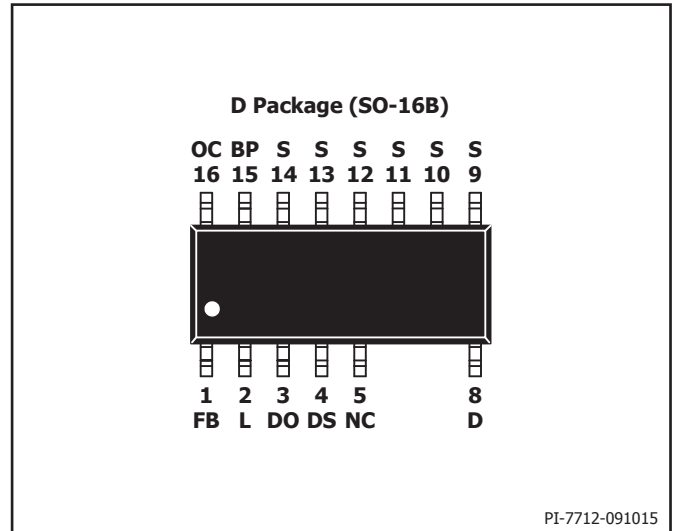 D Package (SO-16B)
OC BP S S S S S S
16 15 14 13 12 11 10 9
1 2 3 4 5 8
FB L DO DS NC D
PI-7712-091015